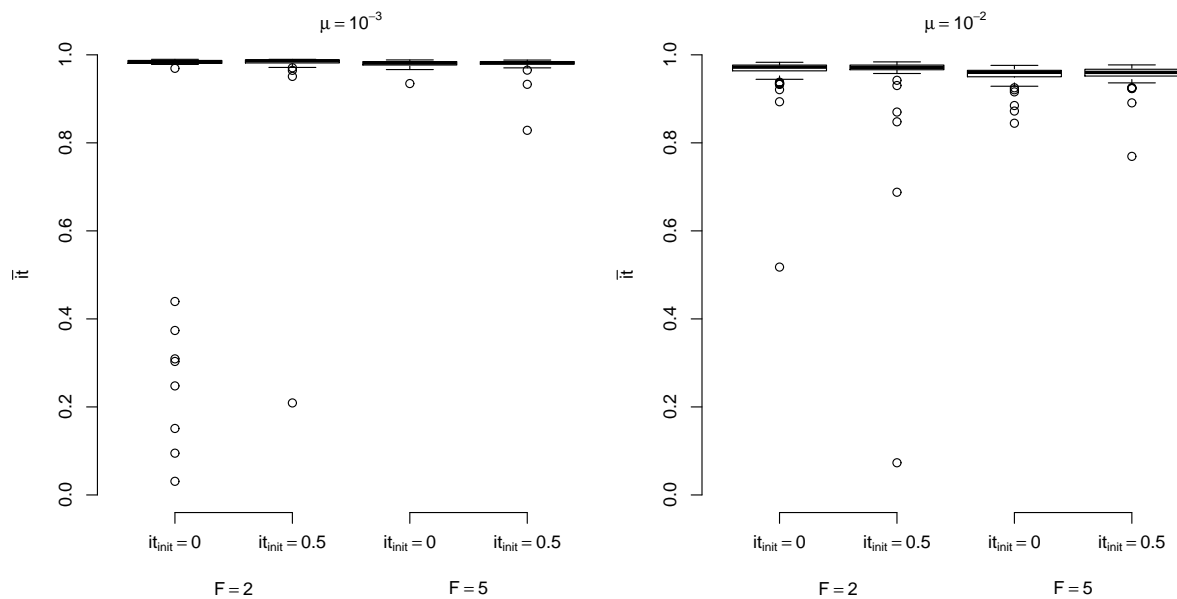 μ = 10⁻³
1.0
0.8
0.6
0.4
0.2
0.0
i̅t̅
it_init = 0
it_init = 0.5
it_init = 0
it_init = 0.5
F = 2
F = 5
μ = 10⁻²
1.0
0.8
0.6
0.4
0.2
0.0
i̅t̅
it_init = 0
it_init = 0.5
it_init = 0
it_init = 0.5
F = 2
F = 5